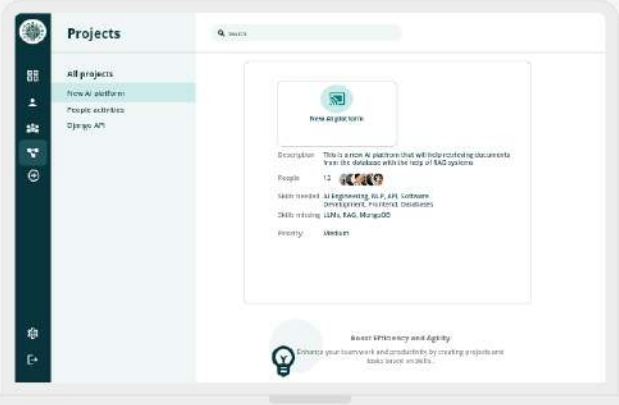 Projects
Search
All projects
New AI platform
People activities
Django API
New AI platform
Description This is a new AI platfrom that will help retrieving documents
from the database with the help of RAG systems
People 12
Skills needed AI Engineering, NLP, API, Software
Development, Frontend, Databases
Skills missing LLMs, RAG, MongoDB
Priority Medium
Boost Efficiency and Agility
Enhance your team work and productivity by creating projects and
tasks based on skills.